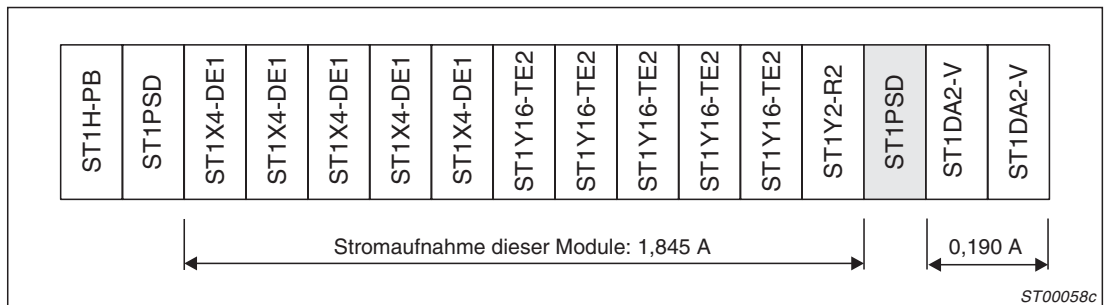 ST1H-PB
ST1PSD
ST1X4-DE1
ST1X4-DE1
ST1X4-DE1
ST1X4-DE1
ST1X4-DE1
ST1Y16-TE2
ST1Y16-TE2
ST1Y16-TE2
ST1Y16-TE2
ST1Y16-TE2
ST1Y2-R2
ST1PSD
ST1DA2-V
ST1DA2-V
Stromaufnahme dieser Module: 1,845 A
0,190 A
ST00058c